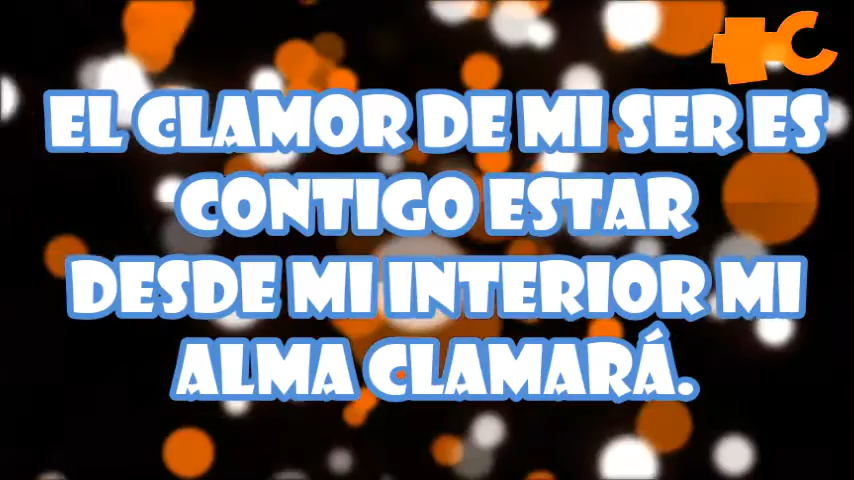 EL CLAMOR DE MI SER ES
CONTIGO ESTAR
DESDE MI INTERIOR MI
ALMA CLAMARÁ.